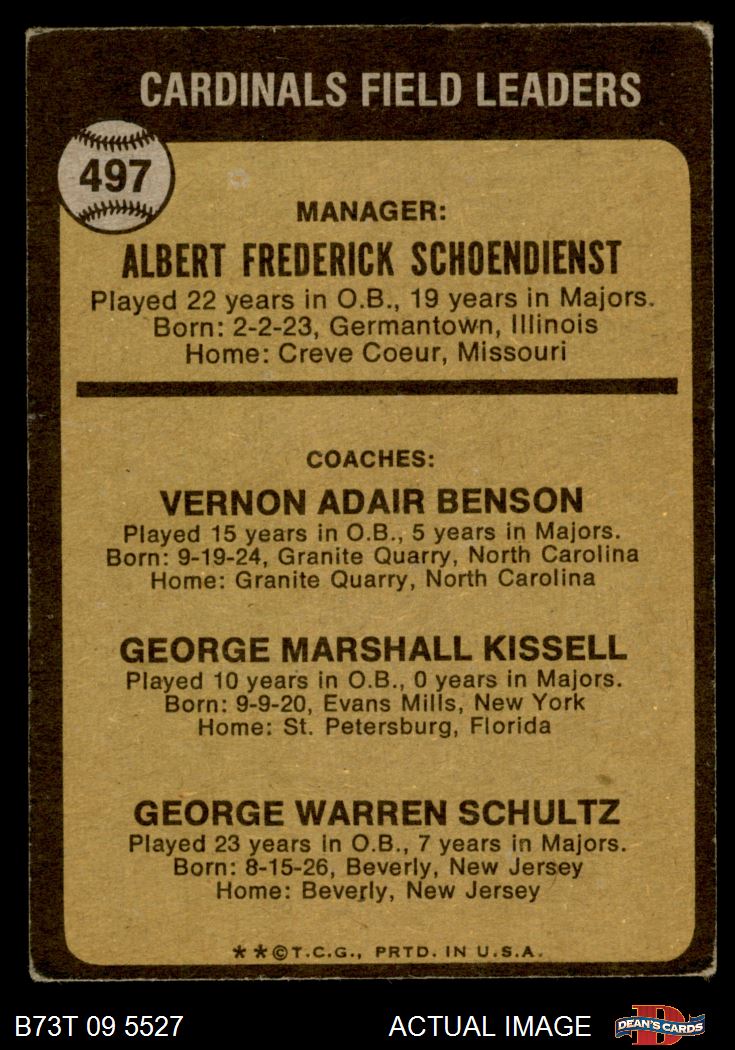 CARDINALS FIELD LEADERS
497
MANAGER:
ALBERT FREDERICK SCHOENDIENST
Played 22 years in O.B., 19 years in Majors.
Born: 2-2-23, Germantown, Illinois
Home: Creve Coeur, Missouri
COACHES:
VERNON ADAIR BENSON
Played 15 years in O.B., 5 years in Majors.
Born: 9-19-24, Granite Quarry, North Carolina
Home: Granite Quarry, North Carolina
GEORGE MARSHALL KISSELL
Played 10 years in O.B., 0 years in Majors.
Born: 9-9-20, Evans Mills, New York
Home: St. Petersburg, Florida
GEORGE WARREN SCHULTZ
Played 23 years in O.B., 7 years in Majors.
Born: 8-15-26, Beverly, New Jersey
Home: Beverly, New Jersey
**©T.C.G., PRTD. IN U.S.A.
B73T 09 5527 ACTUAL IMAGE D
DEAN'S CARDS